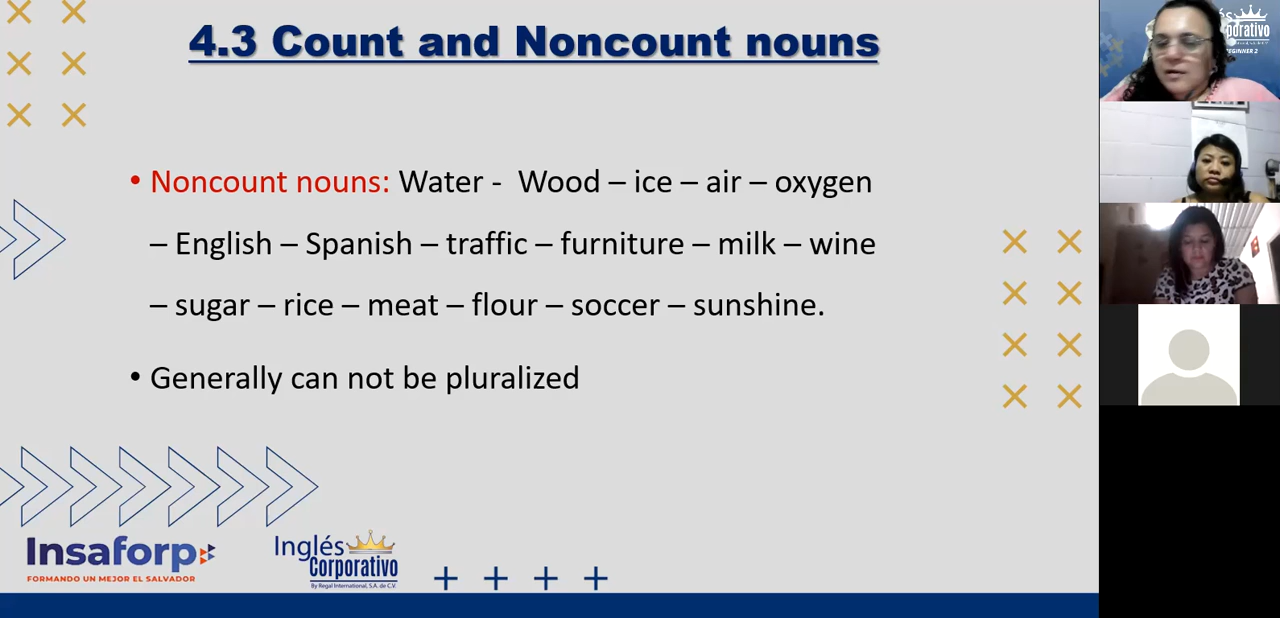 4.3 Count and Noncount nouns
• Noncount nouns: Water - Wood – ice – air – oxygen
– English – Spanish – traffic – furniture – milk – wine
– sugar – rice – meat – flour – soccer – sunshine.
• Generally can not be pluralized
Insaforp
FORMANDO UN MEJOR EL SALVADOR
Inglés
Corporativo
By Regal International, S.A. de C.V.